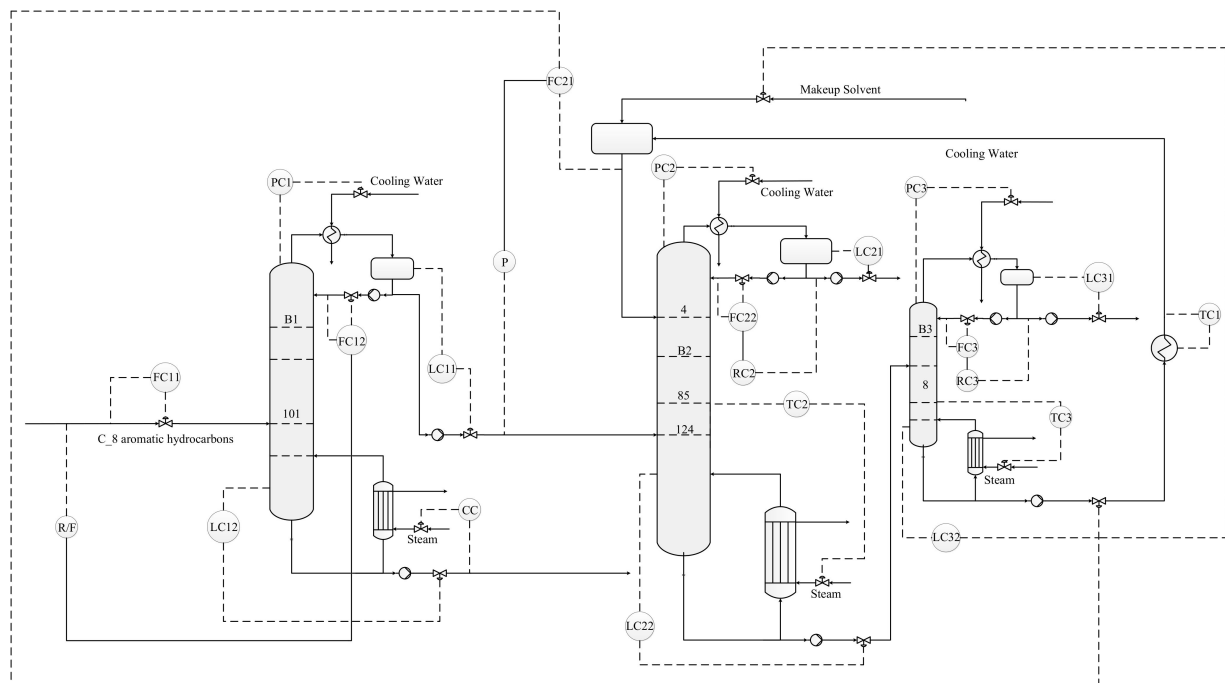 FC21
Makeup Solvent
Cooling Water
PC2
PC1
Cooling Water
PC3
Cooling Water
LC21
P
LC31
4
B1
FC22
TC1
B3
FC12
FC3
B2
LC11
RC2
RC3
FC11
8
85
TC2
101
TC3
124
C_8 aromatic hydrocarbons
Steam
CC
R/F
LC12
Steam
LC32
Steam
LC22